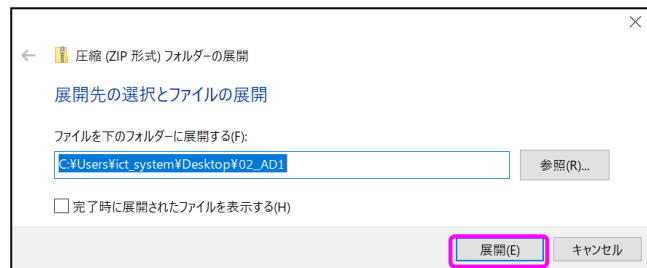 圧縮 (ZIP 形式) フォルダーの展開
展開先の選択とファイルの展開
ファイルを下のフォルダーに展開する(F):
C:¥Users¥ict_system¥Desktop¥02_AD1
参照(R)...
完了時に展開されたファイルを表示する(H)
展開(E)
キャンセル